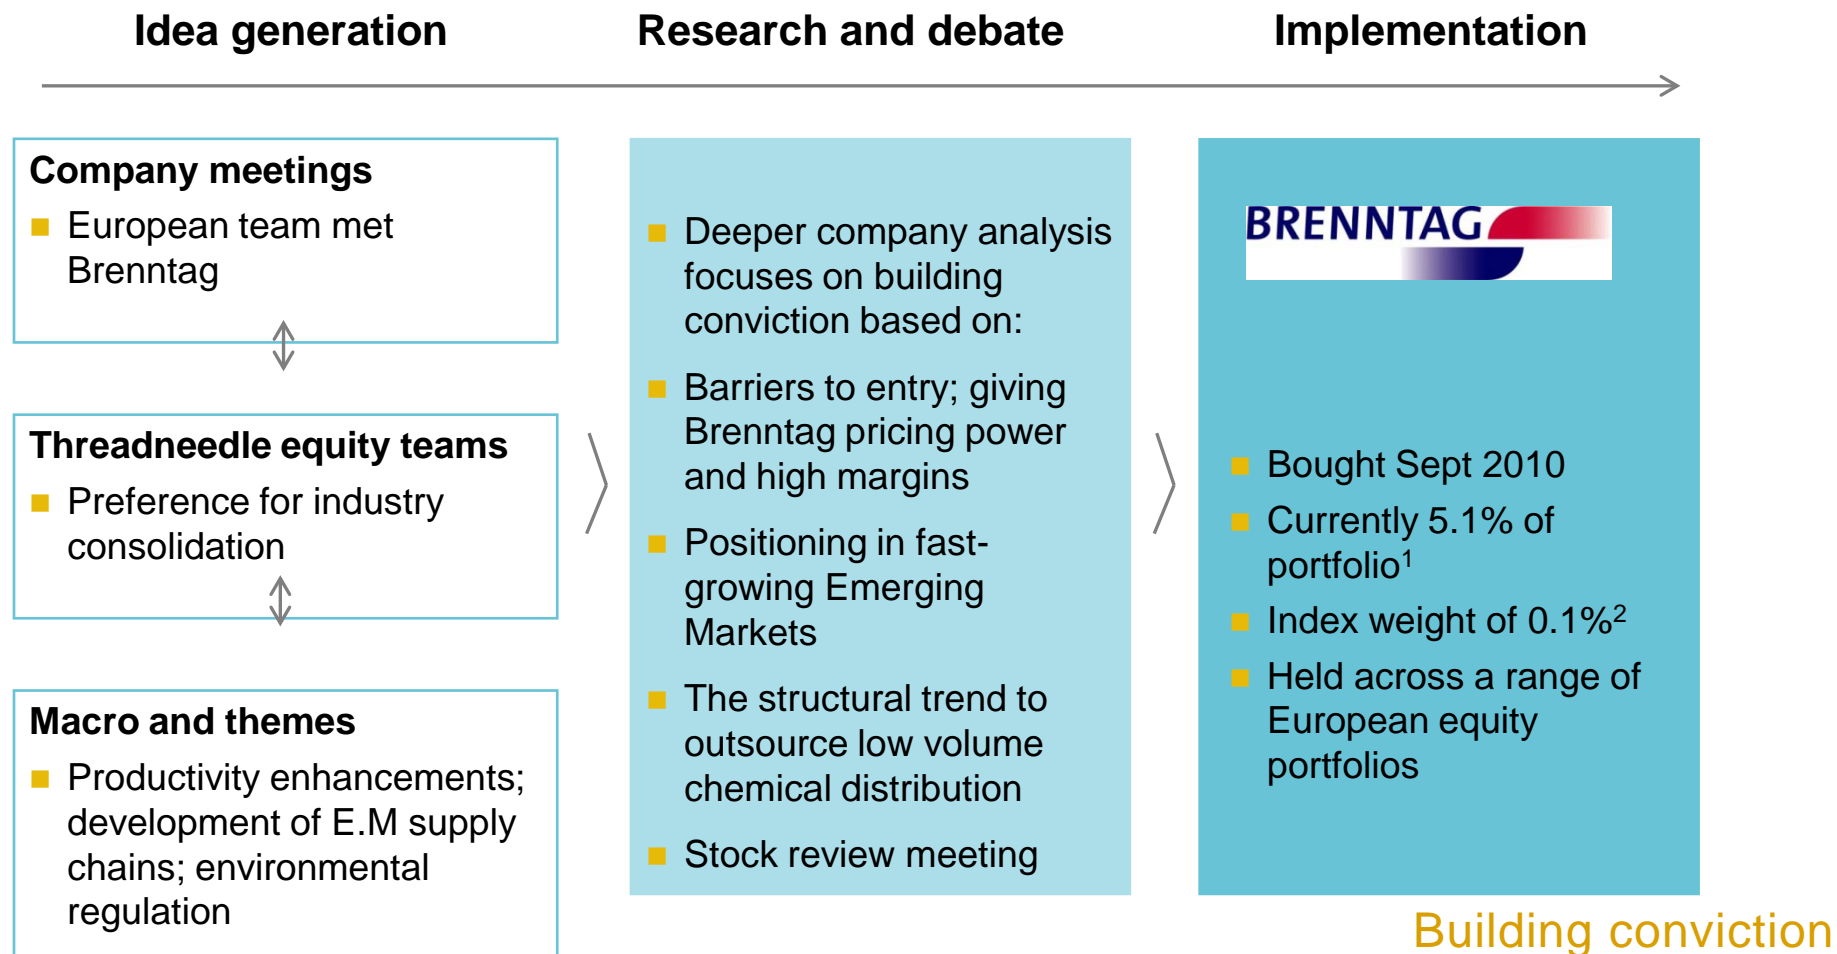 Idea generation
Research and debate
Implementation
Company meetings
■ European team met
Brenntag
Threadneedle equity teams
■ Preference for industry
consolidation
Macro and themes
■ Productivity enhancements;
development of E.M supply
chains; environmental
regulation
■ Deeper company analysis
focuses on building
conviction based on:
■ Barriers to entry; giving
Brenntag pricing power
and high margins
■ Positioning in fast-
growing Emerging
Markets
■ The structural trend to
outsource low volume
chemical distribution
■ Stock review meeting
BRENNTAG
■ Bought Sept 2010
■ Currently 5.1% of
portfolio¹
■ Index weight of 0.1%²
■ Held across a range of
European equity
portfolios
Building conviction